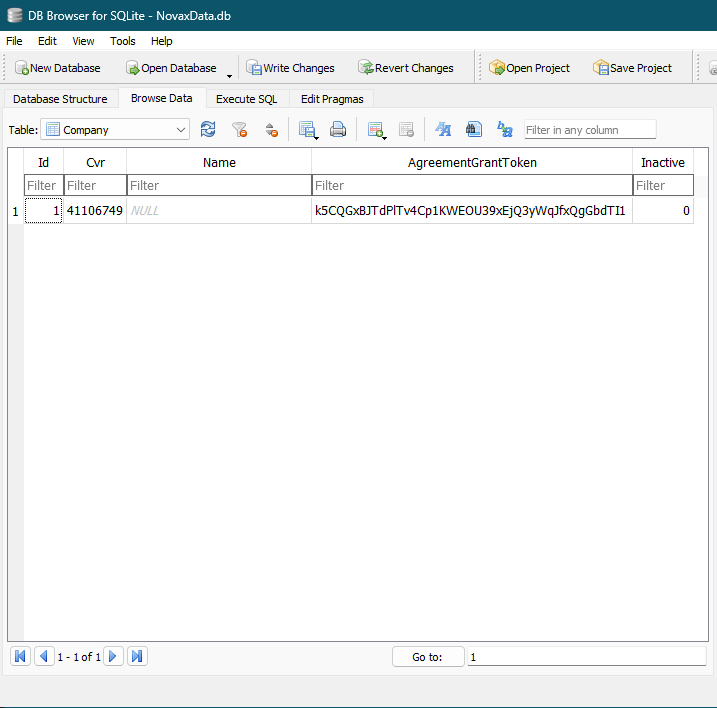 DB Browser for SQLite - NovaxData.db
File Edit View Tools Help
New Database Open Database Write Changes Revert Changes Open Project Save Project
Database Structure Browse Data Execute SQL Edit Pragmas
Table: Company Filter in any column
Id Cvr Name AgreementGrantToken Inactive
Filter Filter Filter Filter Filter
1 1 41106749 NULL k5CQGxBJTdPlTv4Cp1KWEOU39xEjQ3yWqJfxQgGbdTI1 0
1 - 1 of 1 Go to: 1